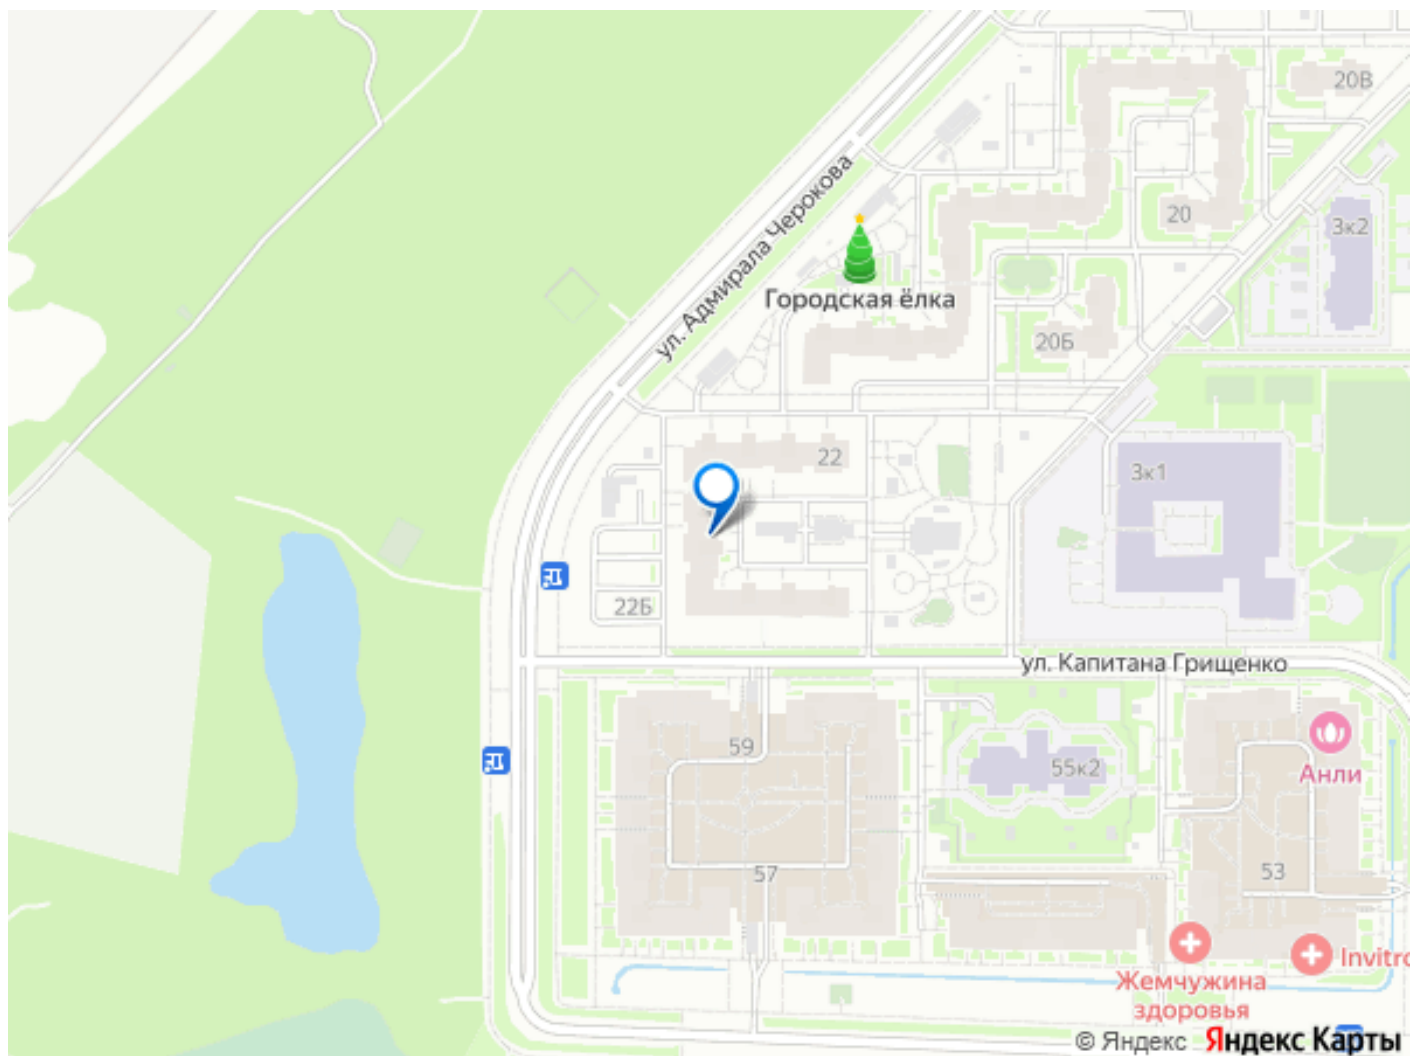 20В
20
3к2
ул. Адмирала Черокова
Городская ёлка
20Б
22
3к1
22Б
ул. Капитана Грищенко
59
55к2
Анли
57
53
Invitro
Жемчужина
здоровья
© Яндекс Яндекс Карты